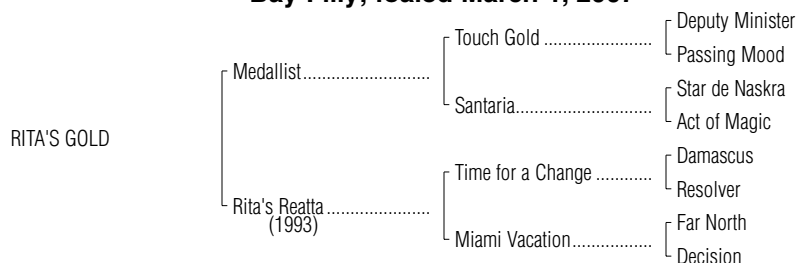 Bay Filly; foaled March 1, 2007
Touch Gold ........................... Deputy Minister
Passing Mood
Medallist...........................
Santaria........................... Star de Naskra
Act of Magic
RITA'S GOLD
Time for a Change ............. Damascus
Resolver
Rita's Reatta ......................
(1993)
Miami Vacation.................. Far North
Decision